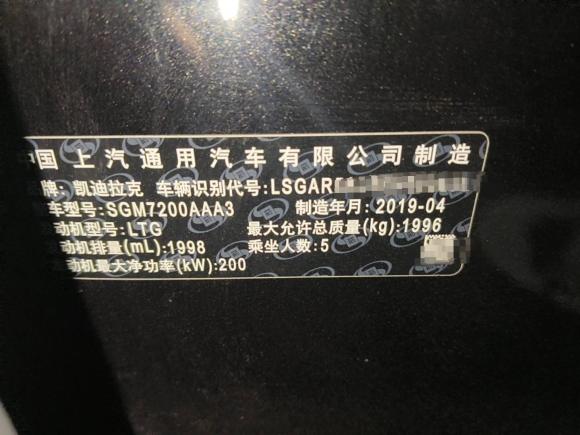 中国上汽通用汽车有限公司制造
牌: 凯迪拉克 车辆识别代号: LSGAR
车型号: SGM7200AAA3 制造年月: 2019-04
动机型号: LTG 最大允许总质量(kg): 1996
动机排量(mL): 1998 乘坐人数: 5
动机最大净功率(kW): 200